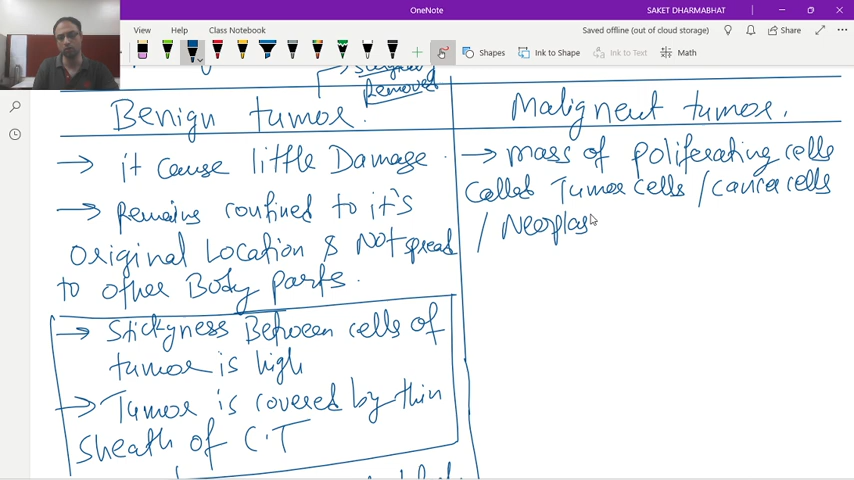 OneNote
SAKET DHARMABHAT
View Help Class Notebook
Saved offline (out of cloud storage)
Share
Shapes
Ink to Shape
Ink to Text
Math
Removed
Benign tumor.
→ it cause little Damage.
→ Remains confined to it's
Original Location & Not spread
to other Body parts.
→ Stickyness Between cells of
tumor is high
→ Tumor is covered by thin
Sheath of C.T
Malignent tumor.
→ Mass of poliferating cells
called Tumor cells / cancer cells
/ Neoplas